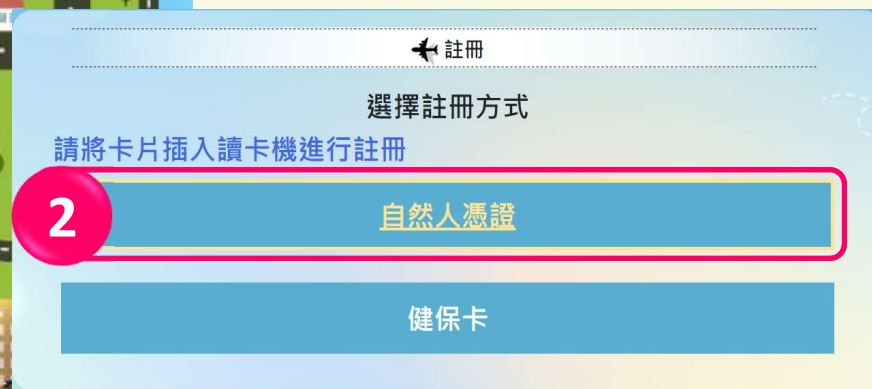 註冊
選擇註冊方式
請將卡片插入讀卡機進行註冊
2
自然人憑證
健保卡